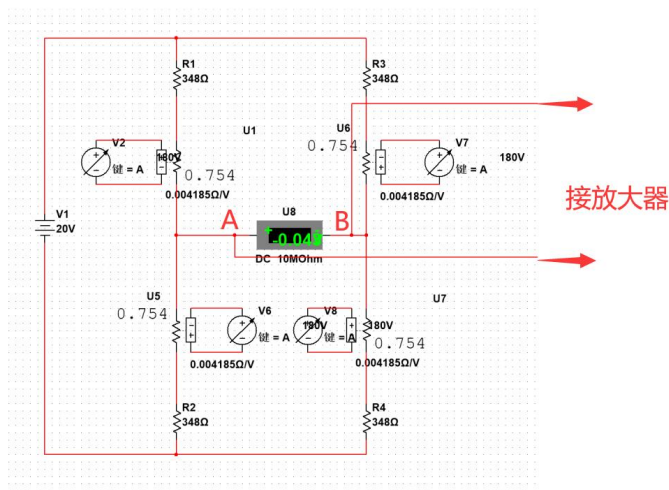 R1
348Ω
R3
348Ω
U1
U6
V2
键 = A
180V
0.754
0.754
V7
键 = A
180V
0.004185Ω/V
0.004185Ω/V
接放大器
V1
20V
A
U8
B
DC 10MOhm
U5
0.754
V6
键 = A
V8
180V
键 = A
180V
U7
0.754
0.004185Ω/V
0.004185Ω/V
R2
348Ω
R4
348Ω